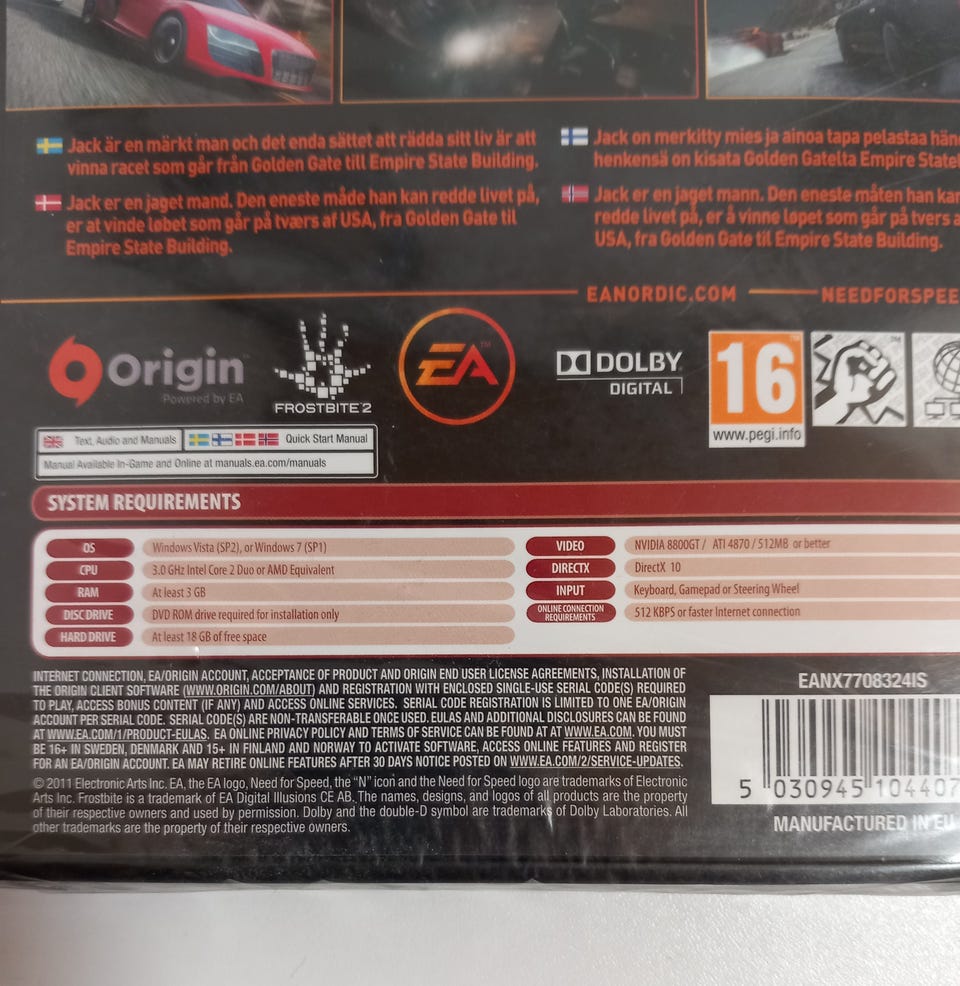 Jack är en märkt man och det enda sättet att rädda sitt liv är att
vinna racet som går från Golden Gate till Empire State Building.
Jack er en jaget mand. Den eneste måde han kan redde livet på,
er at vinde løbet som går på tværs af USA, fra Golden Gate til
Empire State Building.
Jack on merkitty mies ja ainoa tapa pelastaa
henkensä on kisata Golden Gatelta Empire State
Jack er en jaget mann. Den eneste måten han kan
redde livet på, er å vinne løpet som går på tvers
USA, fra Golden Gate til Empire State Building.
EANORDIC.COM
NEEDFORSPEE
Origin
Powered by EA
FROSTBITE 2
EA™
DOLBY
DIGITAL
16
www.pegi.info
Text, Audio and Manuals
Quick Start Manual
Manual Available In-Game and Online at manuals.ea.com/manuals
SYSTEM REQUIREMENTS
OS Windows Vista (SP2), or Windows 7 (SP1)
CPU 3.0 GHz Intel Core 2 Duo or AMD Equivalent
RAM At least 3 GB
DISC DRIVE DVD ROM drive required for installation only
HARD DRIVE At least 18 GB of free space
VIDEO NVIDIA 8800GT / ATI 4870 / 512MB or better
DIRECTX DirectX 10
INPUT Keyboard, Gamepad or Steering Wheel
ONLINE CONNECTION
REQUIREMENTS
512 KBPS or faster Internet connection
INTERNET CONNECTION, EA/ORIGIN ACCOUNT, ACCEPTANCE OF PRODUCT AND ORIGIN END USER LICENSE AGREEMENTS, INSTALLATION OF
THE ORIGIN CLIENT SOFTWARE (WWW.ORIGIN.COM/ABOUT) AND REGISTRATION WITH ENCLOSED SINGLE-USE SERIAL CODE(S) REQUIRED
TO PLAY, ACCESS BONUS CONTENT (IF ANY) AND ACCESS ONLINE SERVICES. SERIAL CODE REGISTRATION IS LIMITED TO ONE EA/ORIGIN
ACCOUNT PER SERIAL CODE. SERIAL CODE(S) ARE NON-TRANSFERABLE ONCE USED. EULAS AND ADDITIONAL DISCLOSURES CAN BE FOUND
AT WWW.EA.COM/1/PRODUCT-EULAS. EA ONLINE PRIVACY POLICY AND TERMS OF SERVICE CAN BE FOUND AT AT WWW.EA.COM. YOU MUST
BE 16+ IN SWEDEN, DENMARK AND 15+ IN FINLAND AND NORWAY TO ACTIVATE SOFTWARE, ACCESS ONLINE FEATURES AND REGISTER
FOR AN EA/ORIGIN ACCOUNT. EA MAY RETIRE ONLINE FEATURES AFTER 30 DAYS NOTICE POSTED ON WWW.EA.COM/2/SERVICE-UPDATES.
© 2011 Electronic Arts Inc. EA, the EA logo, Need for Speed, the "N" icon and the Need for Speed logo are trademarks of Electronic
Arts Inc. Frostbite is a trademark of EA Digital Illusions CE AB. The names, designs, and logos of all products are the property
of their respective owners and used by permission. Dolby and the double-D symbol are trademarks of Dolby Laboratories. All
other trademarks are the property of their respective owners.
EANX7708324IS
5 030945 104407
MANUFACTURED IN EU